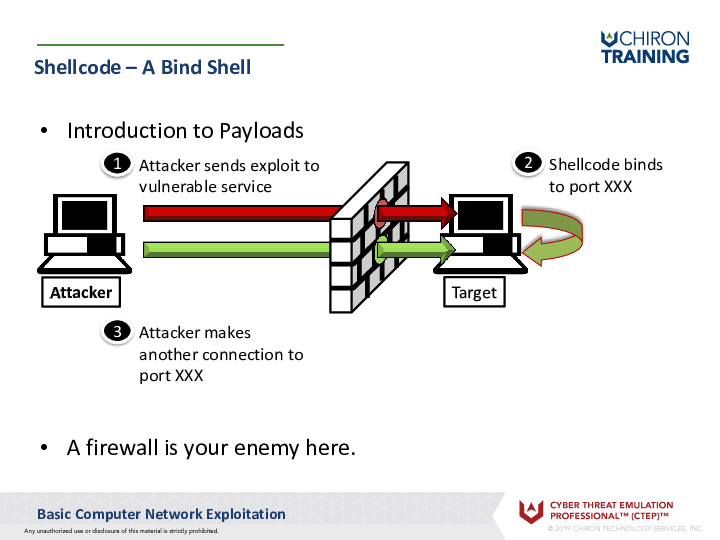 CHIRON
TRAINING
Shellcode – A Bind Shell
• Introduction to Payloads
1 Attacker sends exploit to
vulnerable service
2 Shellcode binds
to port XXX
Attacker
Target
3 Attacker makes
another connection to
port XXX
• A firewall is your enemy here.
Basic Computer Network Exploitation
CYBER THREAT EMULATION
PROFESSIONAL™ (CTEP)™
Any unauthorized use or disclosure of this material is strictly prohibited.
© 2019 CHIRON TECHNOLOGY SERVICES, INC.